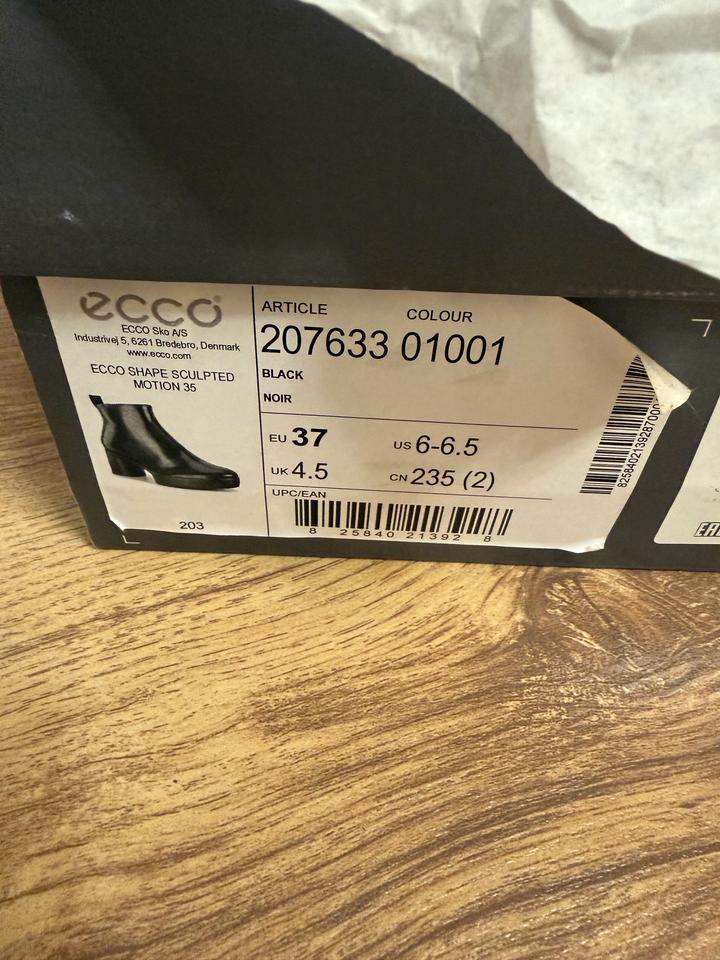 ecco
ECCO Sko A/S
Industrivej 5, 6261 Bredebro, Denmark
www.ecco.com
ECCO SHAPE SCULPTED
MOTION 35
203
ARTICLE COLOUR
207633 01001
BLACK
NOIR
EU 37 US 6-6.5
UK 4.5 CN 235 (2)
UPC/EAN
8 25840 21392 8
825840213928700